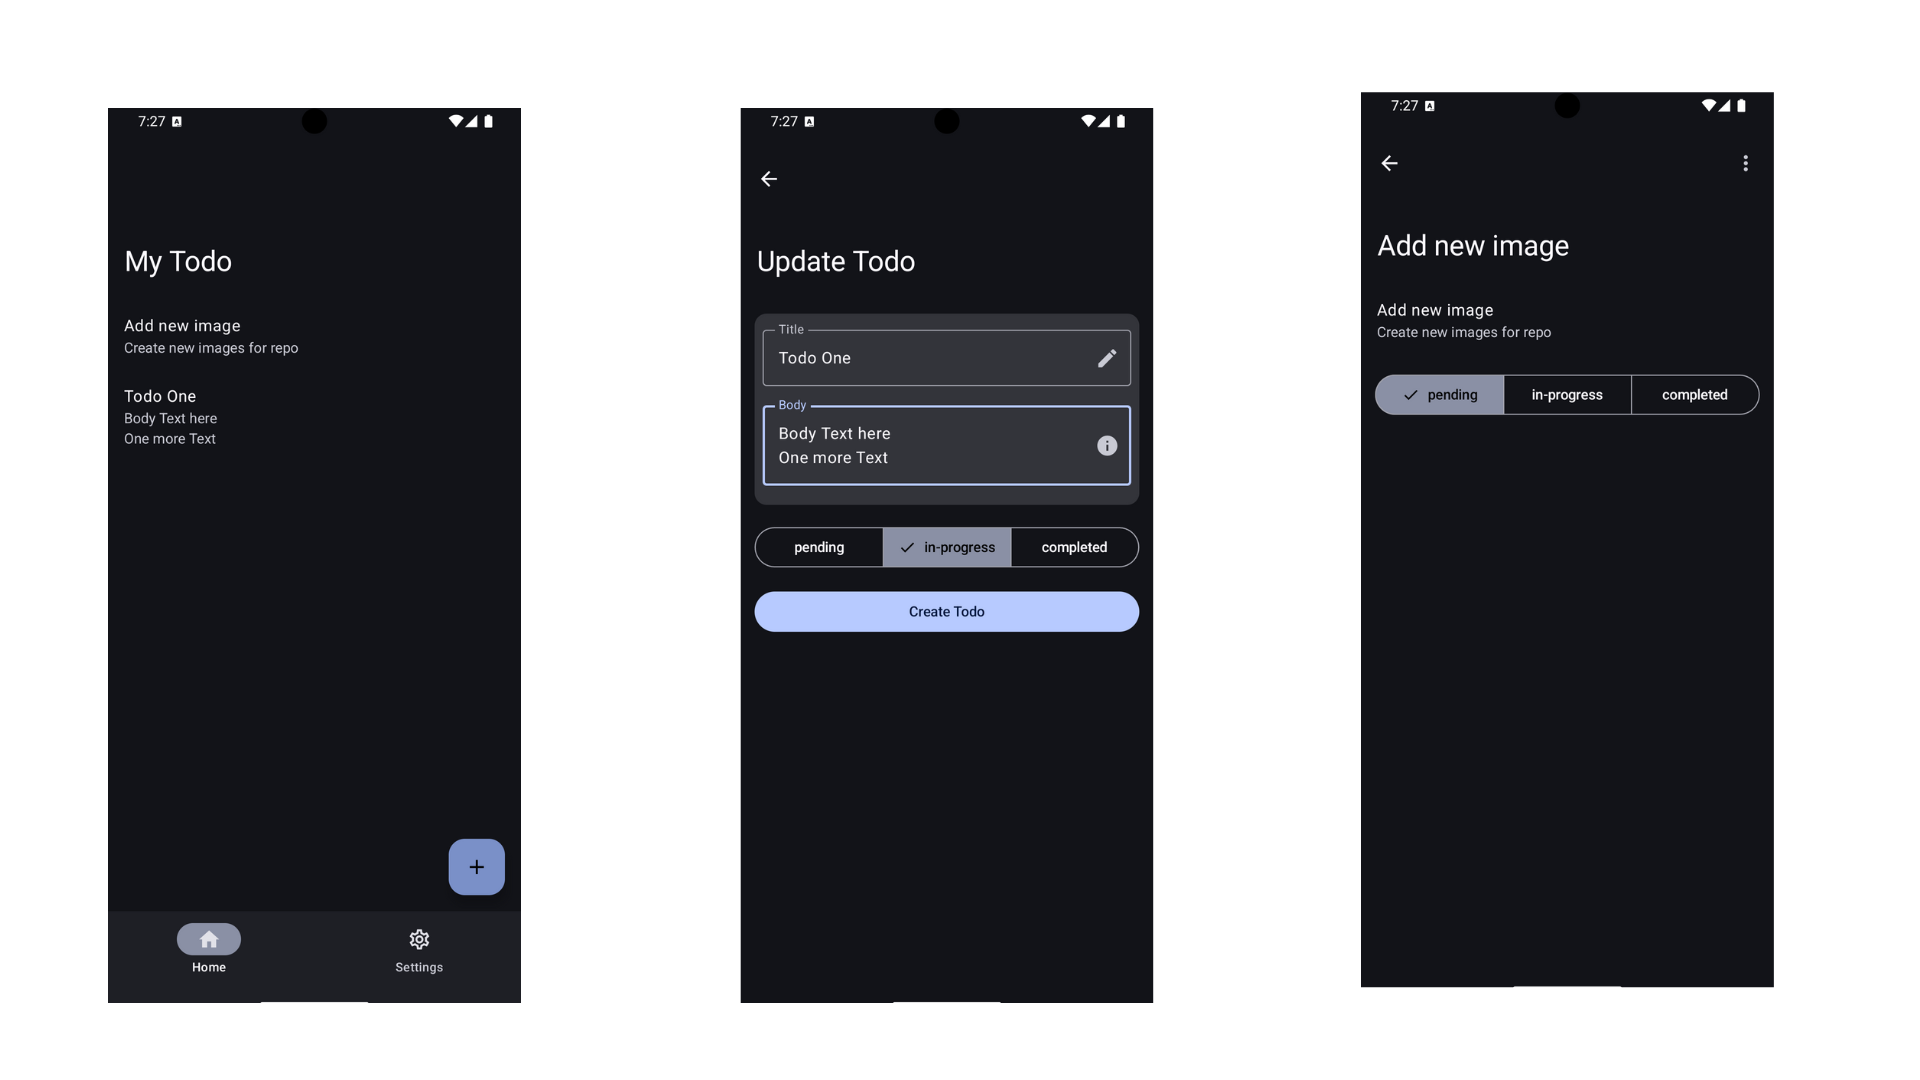 7:27
My Todo
Add new image
Create new images for repo
Todo One
Body Text here
One more Text
Home
Settings
7:27
Update Todo
Title
Todo One
Body
Body Text here
One more Text
pending
in-progress
completed
Create Todo
7:27
Add new image
Add new image
Create new images for repo
pending
in-progress
completed